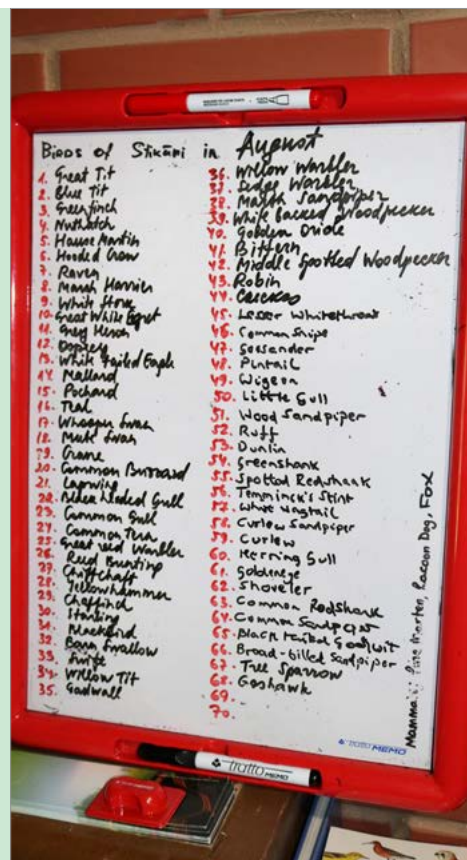 Birds of Stikāmi in August
1. Great Tit
2. Blue Tit
3. Greenfinch
4. Nuthatch
5. House Martin
6. Hooded Crow
7. Raven
8. Marsh Harrier
9. White Stork
10. Great White Egret
11. Grey Heron
12. Osprey
13. White Tailed Eagle
14. Mallard
15. Pochard
16. Teal
17. Whooper Swan
18. Mute Swan
19. Crane
20. Common Buzzard
21. Lapwing
22. Black headed Gull
23. Common Gull
24. Common Tern
25. Great reed Warbler
26. Reed Bunting
27. Chiffchaff
28. Yellowhammer
29. Chaffinch
30. Starling
31. Blackbird
32. Barn Swallow
33. Swift
34. Willow Tit
35. Gadwall
36. Willow Warbler
37. Sedge Warbler
38. Marsh Sandpiper
39. White Backed Woodpecker
40. Golden Oriole
41. Bittern
42. Middle Spotted Woodpecker
43. Robin
44. Cuckoo
45. Lesser Whitethroat
46. Common Snipe
47. Goosander
48. Pintail
49. Wigeon
50. Little Gull
51. Wood Sandpiper
52. Ruff
53. Dunlin
54. Greenshank
55. Spotted Redshank
56. Temminck's Stint
57. White Wagtail
58. Curlew Sandpiper
59. Curlew
60. Herring Gull
61. Goldeneye
62. Shoveler
63. Common Redshank
64. Common Sandpiper
65. Black tailed Godwit
66. Broad-billed Sandpiper
67. Tree Sparrow
68. Goshawk
69.
70.
Mammals: Pine Marten, Racoon Dog, Fox
tratto MEMO
tratto MEMO